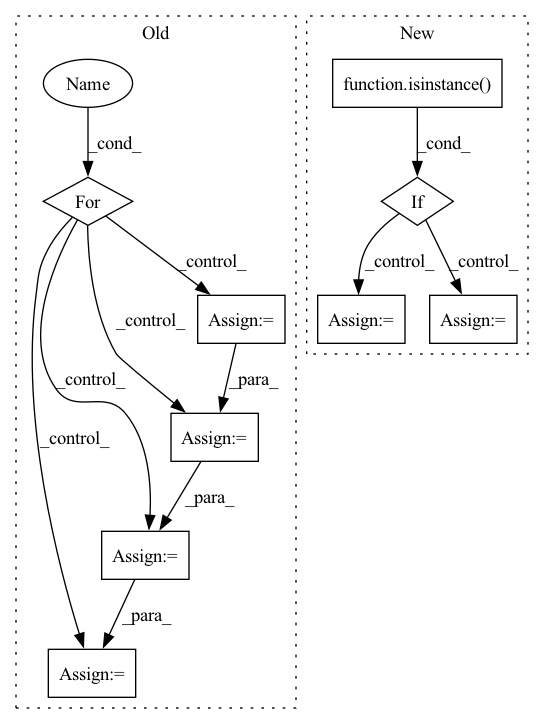 Old
New
Name
function.isinstance()
_cond_
_cond_
For
If
_control_
_control_
_control_
_control_
_control_
_control_
Assign:=
Assign:=
Assign:=
_para_
Assign:=
_para_
Assign:=
_para_
Assign:=